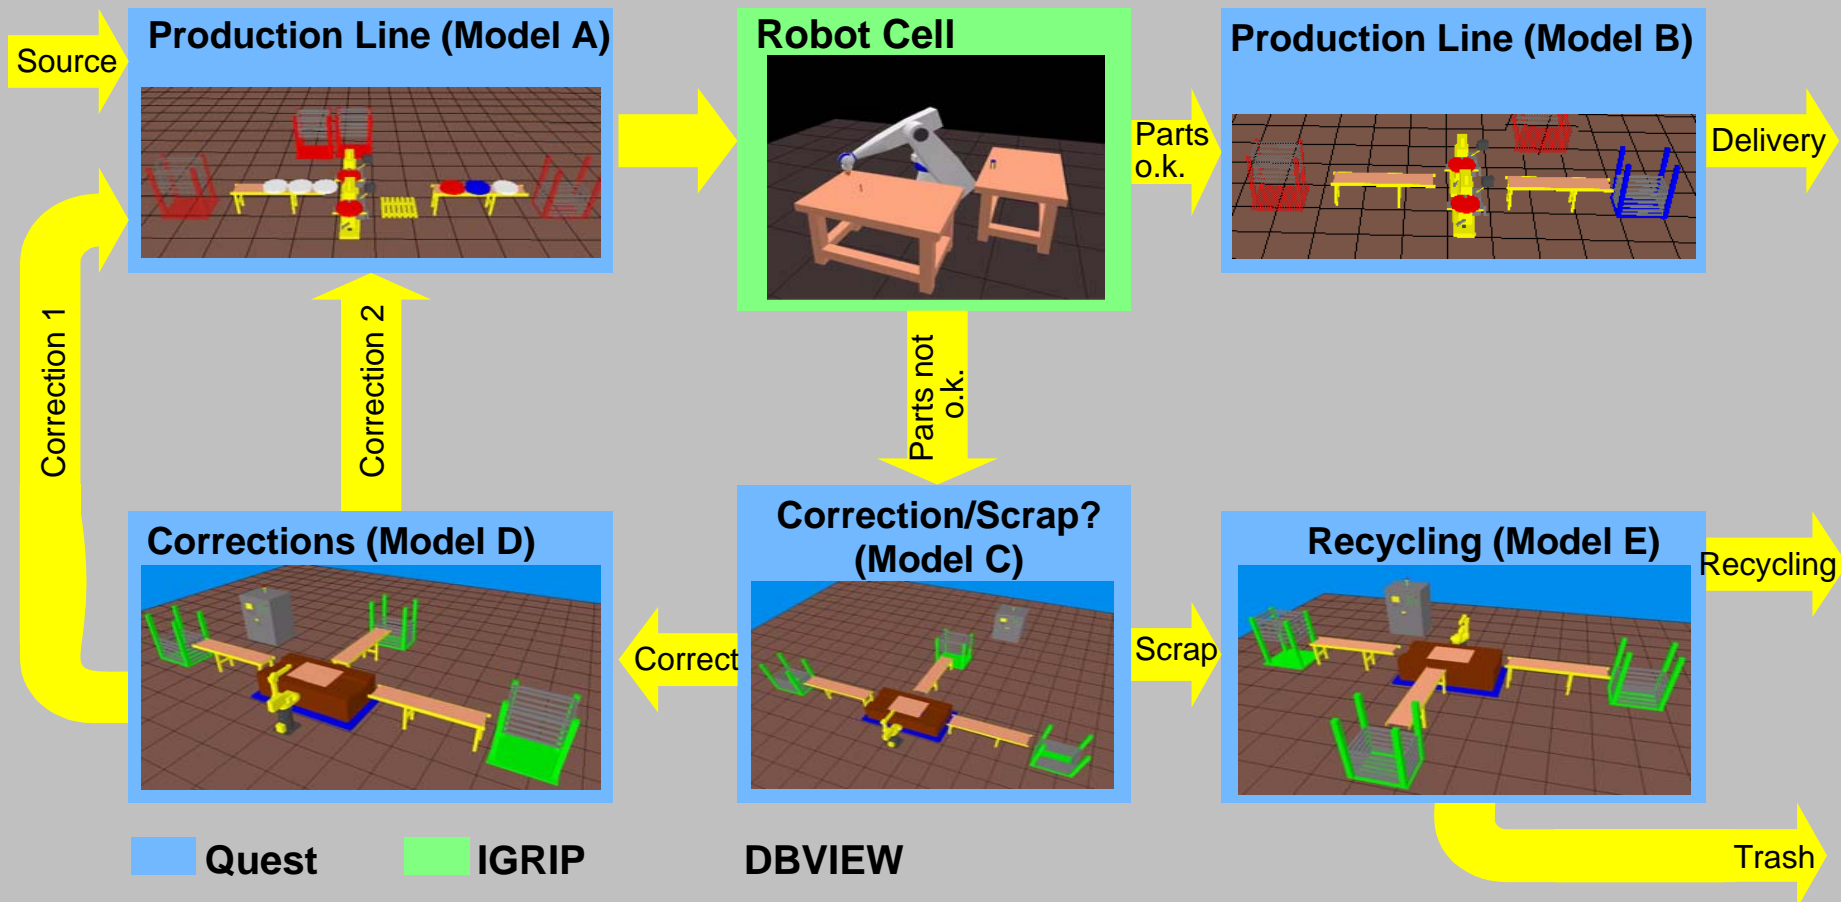 Source
Production Line (Model A)
Robot Cell
Parts
o.k.
Production Line (Model B)
Delivery
Correction 1
Correction 2
Parts not
o.k.
Corrections (Model D)
Correct
Correction/Scrap?
(Model C)
Scrap
Recycling (Model E)
Recycling
Trash
Quest
IGRIP
DBVIEW